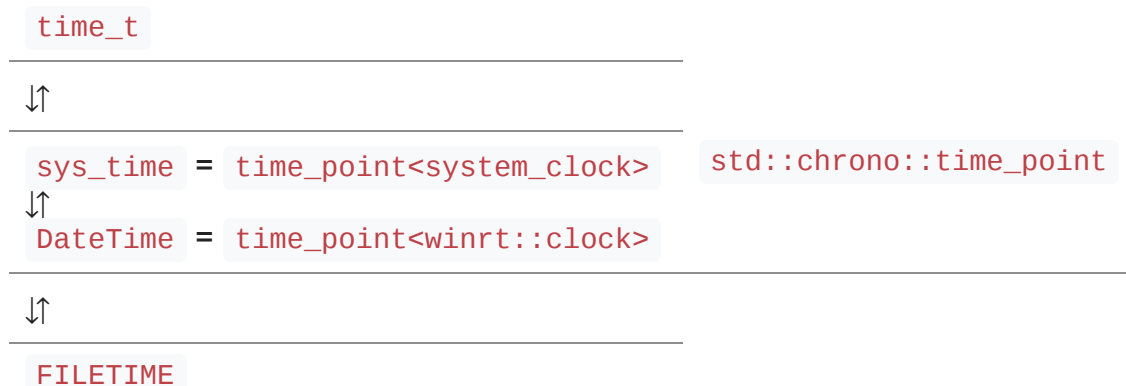 time_t
⇵
sys_time = time_point<system_clock>
std::chrono::time_point
⇵
DateTime = time_point<winrt::clock>
⇵
FILETIME